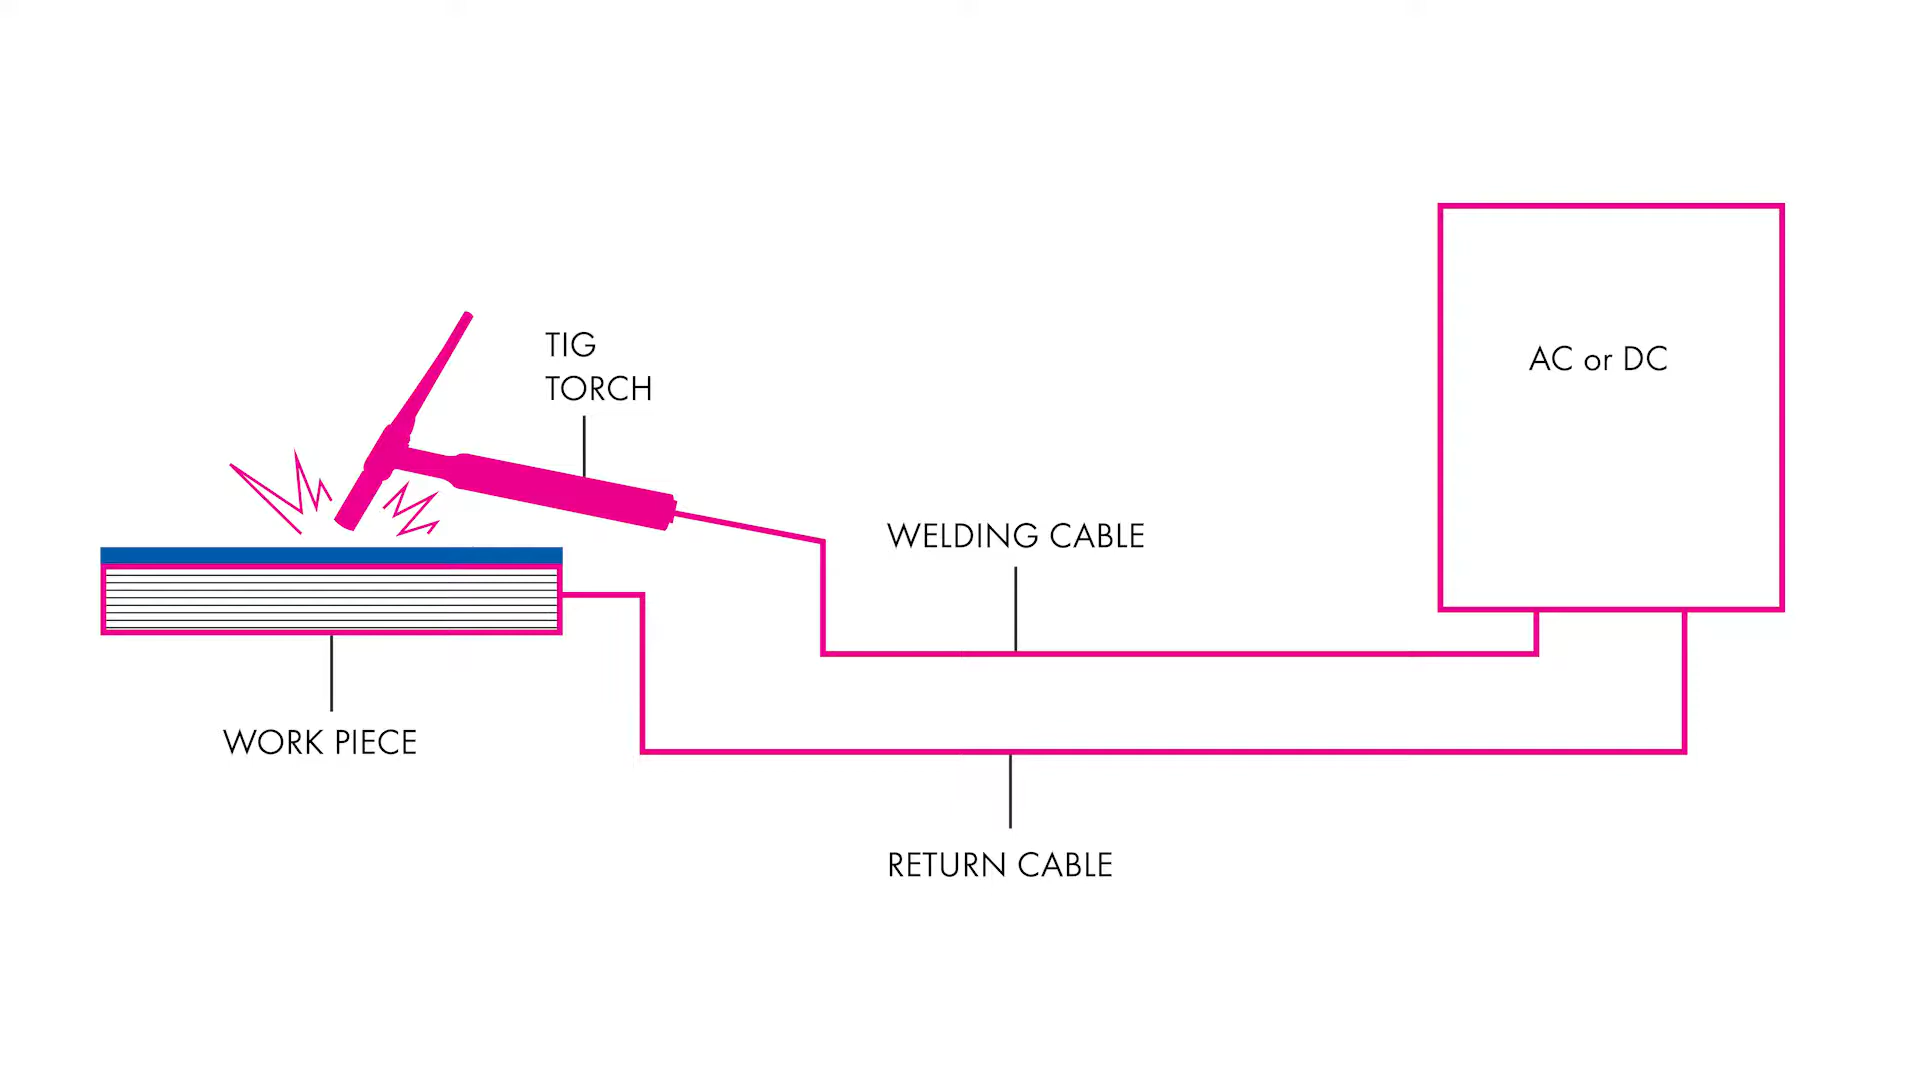 TIG
TORCH
AC or DC
WELDING CABLE
WORK PIECE
RETURN CABLE